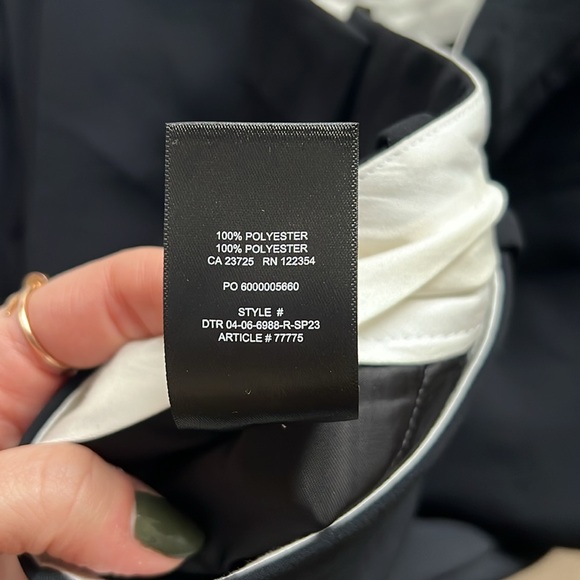 100% POLYESTER
100% POLYESTER
CA 23725 RN 122354
PO 6000005660
STYLE #
DTR 04-06-6988-R-SP23
ARTICLE # 77775